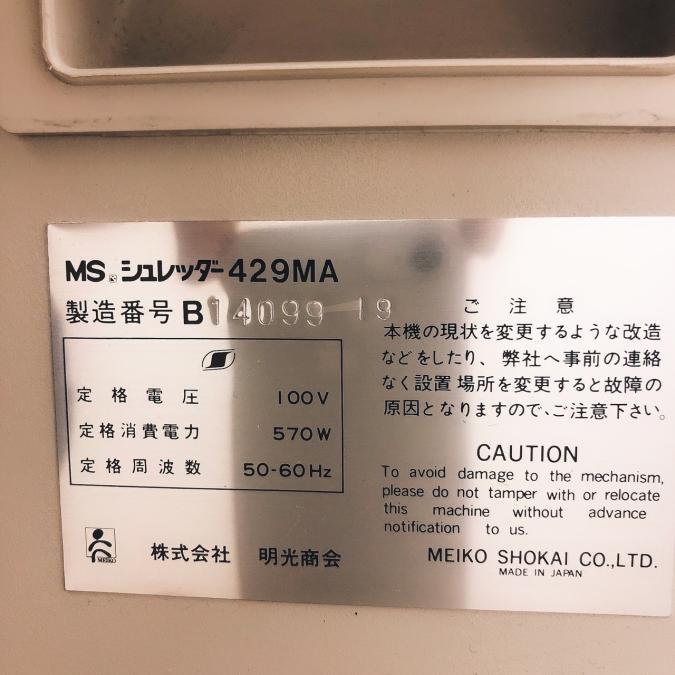 MS シュレッダー 429MA
製造番号 B14099-19
定格電圧 100V
定格消費電力 570W
定格周波数 50-60Hz
MEIKO
株式会社 明光商会
ご注意
本機の現状を変更するような改造
などをしたり、弊社へ事前の連絡
なく設置場所を変更すると故障の
原因となりますので、ご注意下さい。
CAUTION
To avoid damage to the mechanism,
please do not tamper with or relocate
this machine without advance
notification to us.
MEIKO SHOKAI CO.,LTD.
MADE IN JAPAN